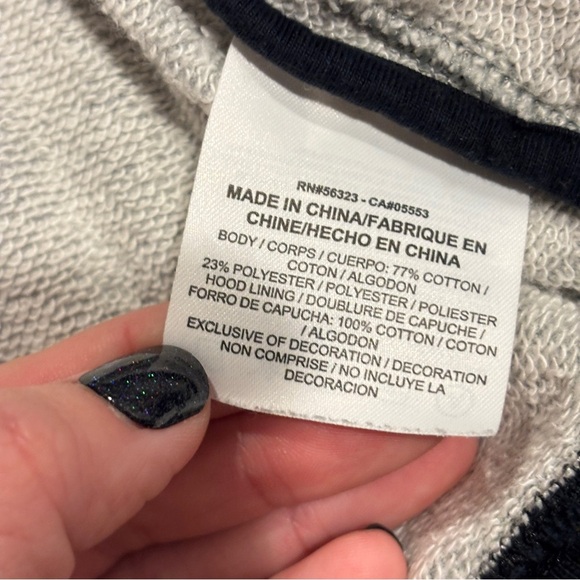 RN#56323 - CA#05553
MADE IN CHINA/FABRIQUE EN
CHINE/HECHO EN CHINA
BODY / CORPS / CUERPO: 77% COTTON /
COTON / ALGODON
23% POLYESTER / POLYESTER / POLIESTER
HOOD LINING / DOUBLURE DE CAPUCHE /
FORRO DE CAPUCHA: 100% COTTON / COTON
/ ALGODON
EXCLUSIVE OF DECORATION / DECORATION
NON COMPRISE / NO INCLUYE LA
DECORACION